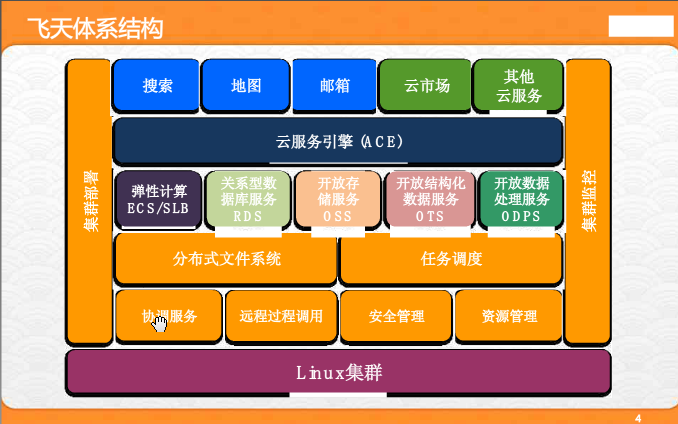 飞天体系结构
搜索
地图
邮箱
云市场
其他
云服务
云服务引擎 (ACE)
集群部署
弹性计算
ECS/SLB
关系型数
据库服务
RDS
开放存
储服务
OSS
开放结构化
数据服务
OTS
开放数据
处理服务
ODPS
集群监控
分布式文件系统
任务调度
协调服务
远程过程调用
安全管理
资源管理
Linux集群
4